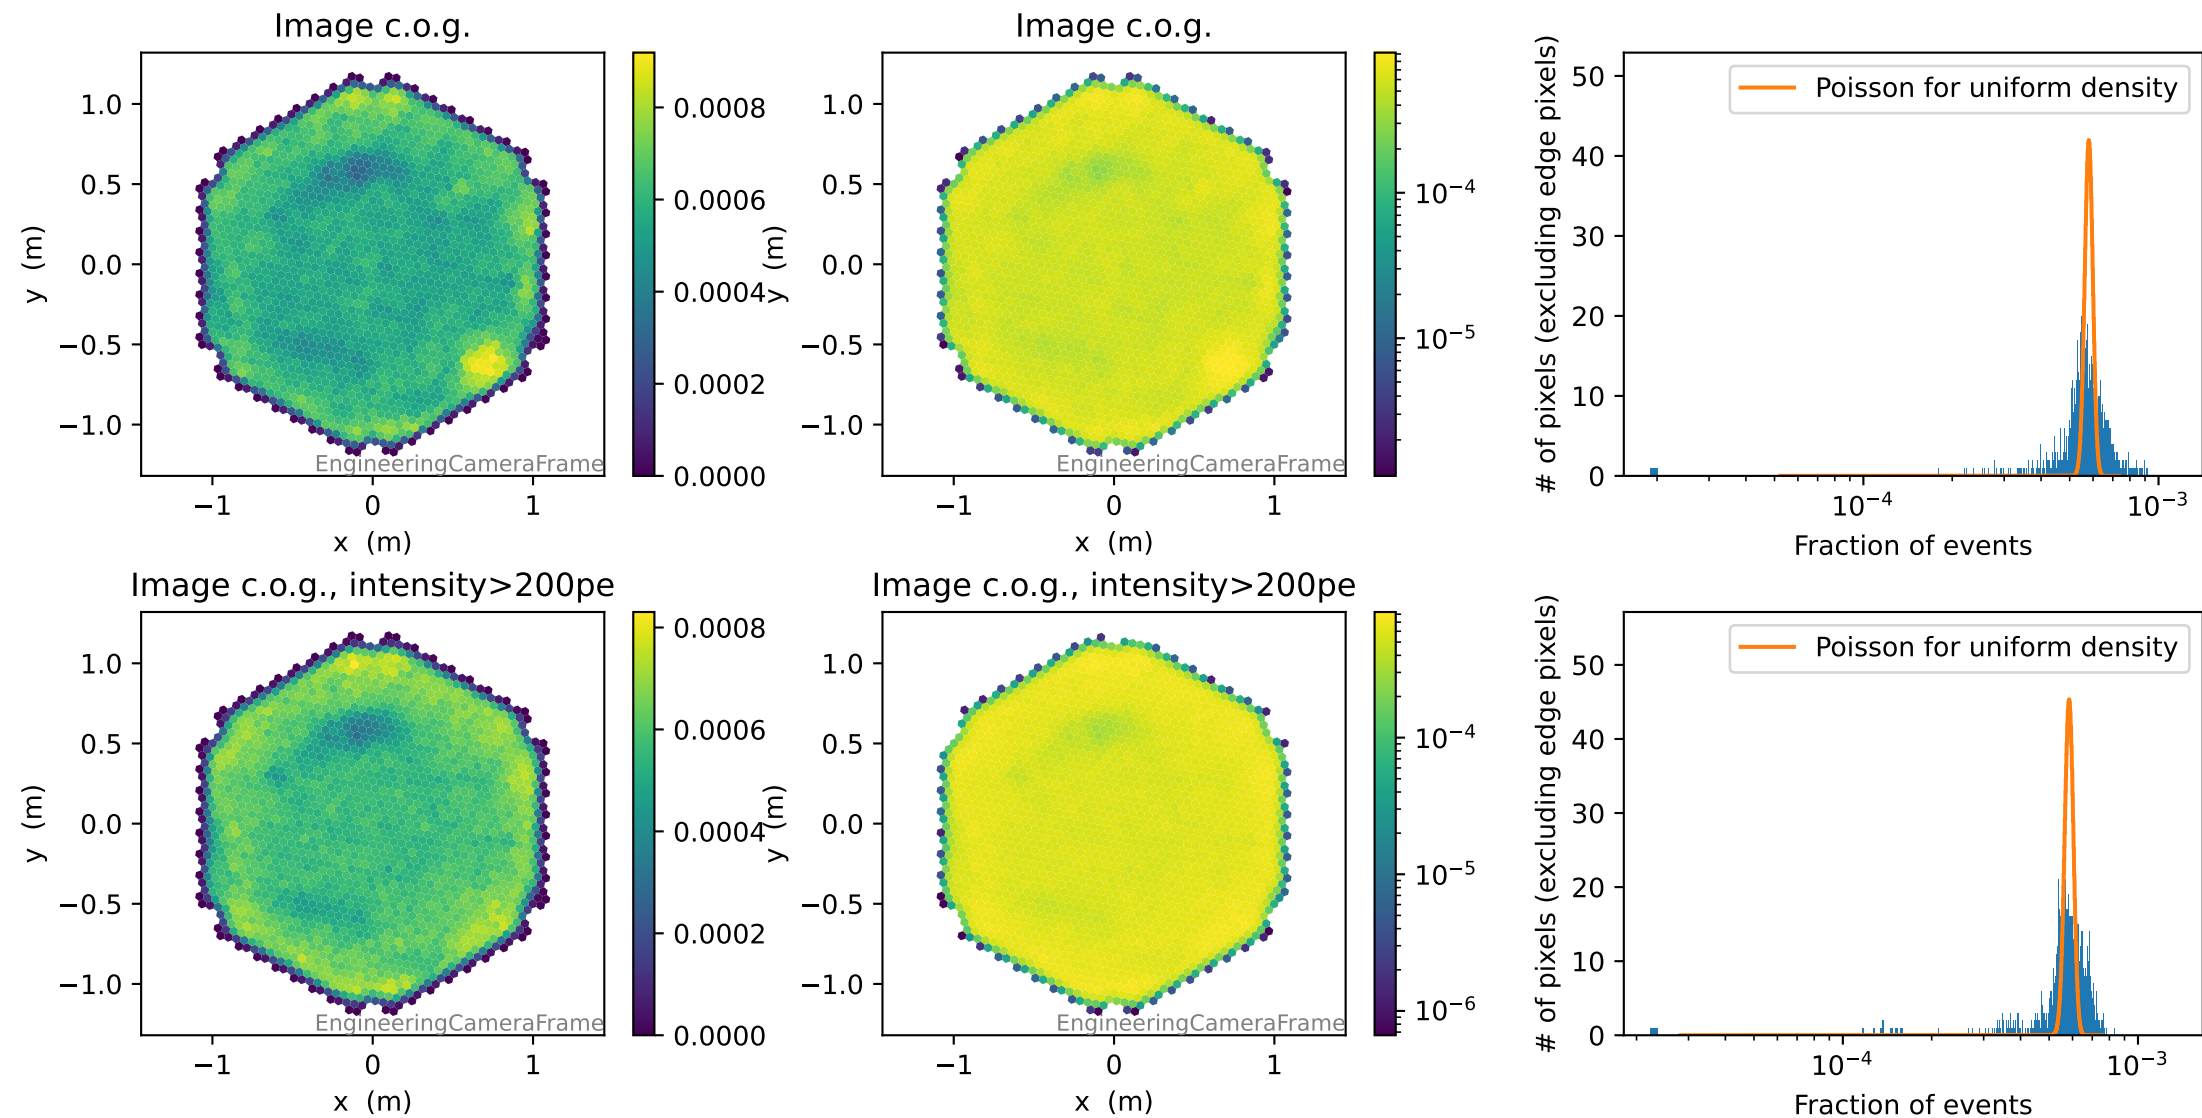 Image c.o.g.
y (m)
1.0
0.5
0.0
−0.5
−1.0
EngineeringCameraFrame
−1 0 1
x (m)
0.0008
0.0006
0.0004
0.0002
0.0000
Image c.o.g.
y (m)
1.0
0.5
0.0
−0.5
−1.0
EngineeringCameraFrame
−1 0 1
x (m)
10⁻⁴
10⁻⁵
# of pixels (excluding edge pixels)
50
40
30
20
10
0
Poisson for uniform density
10⁻⁴ 10⁻³
Fraction of events
Image c.o.g., intensity>200pe
y (m)
1.0
0.5
0.0
−0.5
−1.0
EngineeringCameraFrame
−1 0 1
x (m)
0.0008
0.0006
0.0004
0.0002
0.0000
Image c.o.g., intensity>200pe
y (m)
1.0
0.5
0.0
−0.5
−1.0
EngineeringCameraFrame
−1 0 1
x (m)
10⁻⁴
10⁻⁵
10⁻⁶
# of pixels (excluding edge pixels)
50
40
30
20
10
0
Poisson for uniform density
10⁻⁴ 10⁻³
Fraction of events